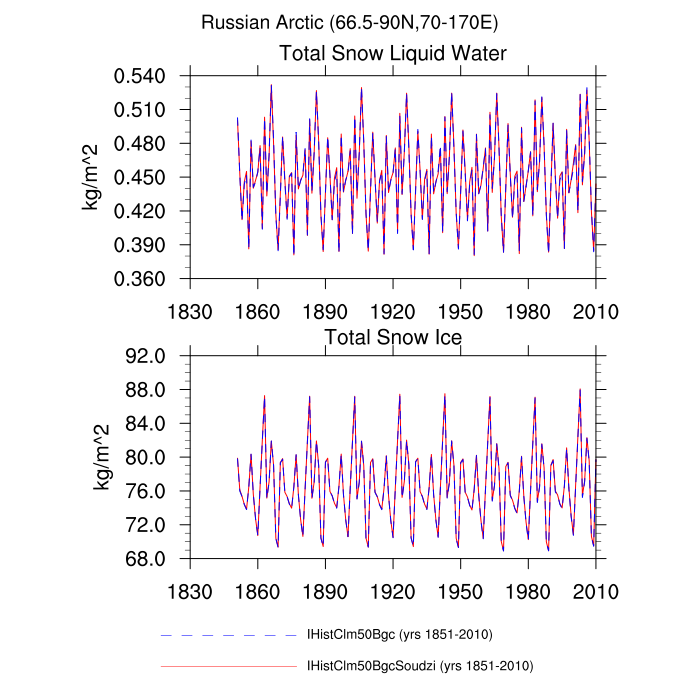 Russian Arctic (66.5-90N,70-170E)
Total Snow Liquid Water
0.540
0.510
0.480
0.450
0.420
0.390
0.360
kg/m^2
1830 1860 1890 1920 1950 1980 2010
Total Snow Ice
92.0
88.0
84.0
80.0
76.0
72.0
68.0
kg/m^2
1830 1860 1890 1920 1950 1980 2010
IHistClm50Bgc (yrs 1851-2010)
IHistClm50BgcSoudzi (yrs 1851-2010)